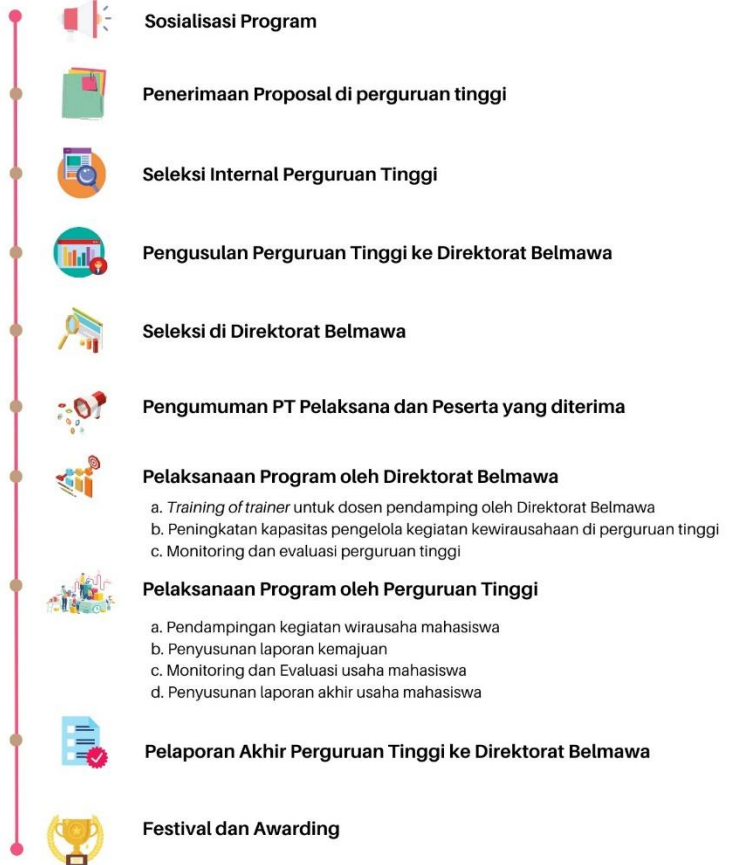 Sosialisasi Program
Penerimaan Proposal di perguruan tinggi
Seleksi Internal Perguruan Tinggi
Pengusulan Perguruan Tinggi ke Direktorat Belmawa
Seleksi di Direktorat Belmawa
Pengumuman PT Pelaksana dan Peserta yang diterima
Pelaksanaan Program oleh Direktorat Belmawa
a. Training of trainer untuk dosen pendamping oleh Direktorat Belmawa
b. Peningkatan kapasitas pengelola kegiatan kewirausahaan di perguruan tinggi
c. Monitoring dan evaluasi perguruan tinggi
Pelaksanaan Program oleh Perguruan Tinggi
a. Pendampingan kegiatan wirausaha mahasiswa
b. Penyusunan laporan kemajuan
c. Monitoring dan Evaluasi usaha mahasiswa
d. Penyusunan laporan akhir usaha mahasiswa
Pelaporan Akhir Perguruan Tinggi ke Direktorat Belmawa
Festival dan Awarding